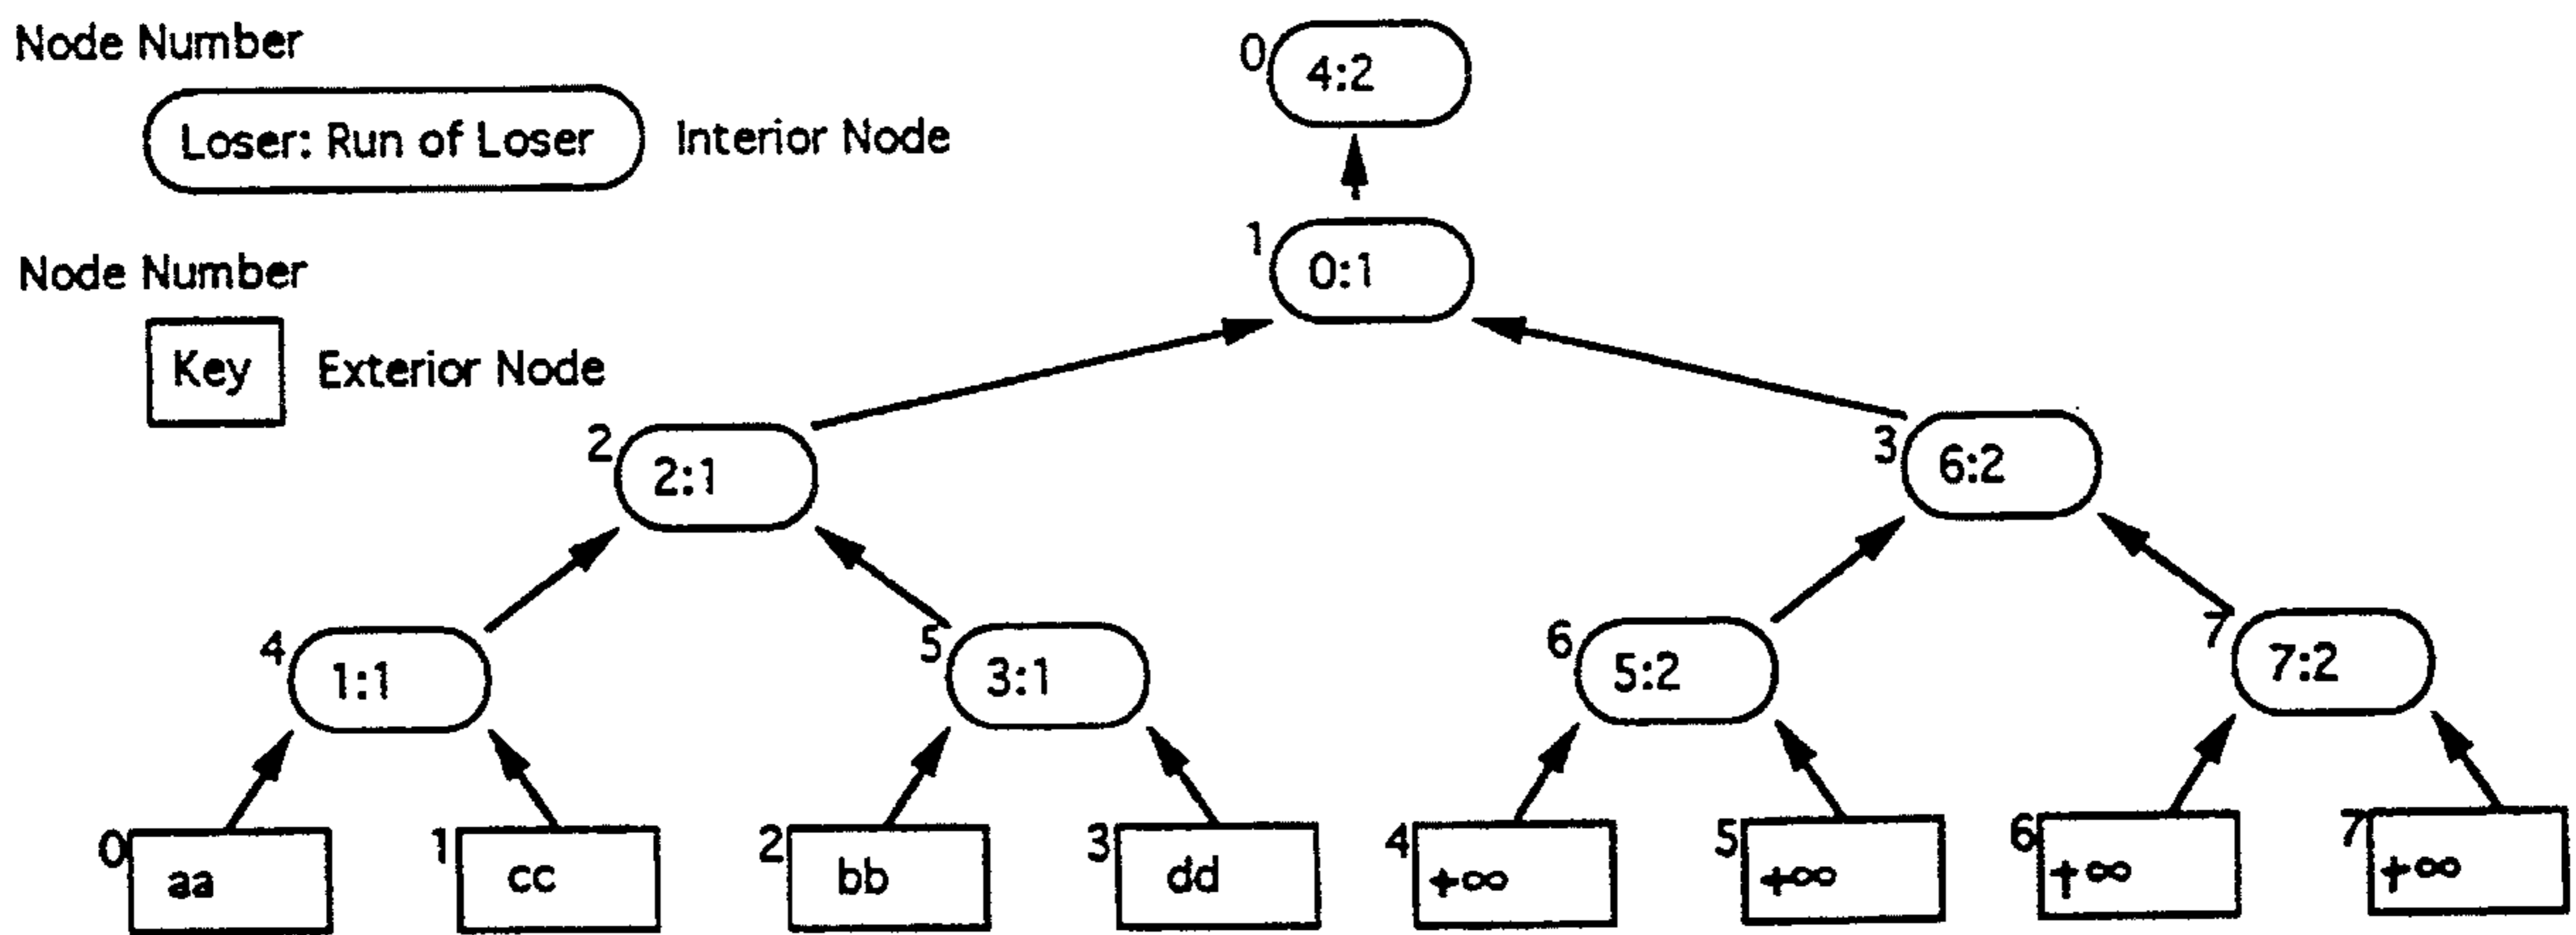 Node Number
Loser: Run of Loser
Interior Node
Node Number
Key
Exterior Node
0
4:2
1
0:1
2
2:1
3
6:2
4
1:1
5
3:1
6
5:2
7
7:2
0
aa
1
cc
2
bb
3
dd
4
+∞
5
+∞
6
+∞
7
+∞